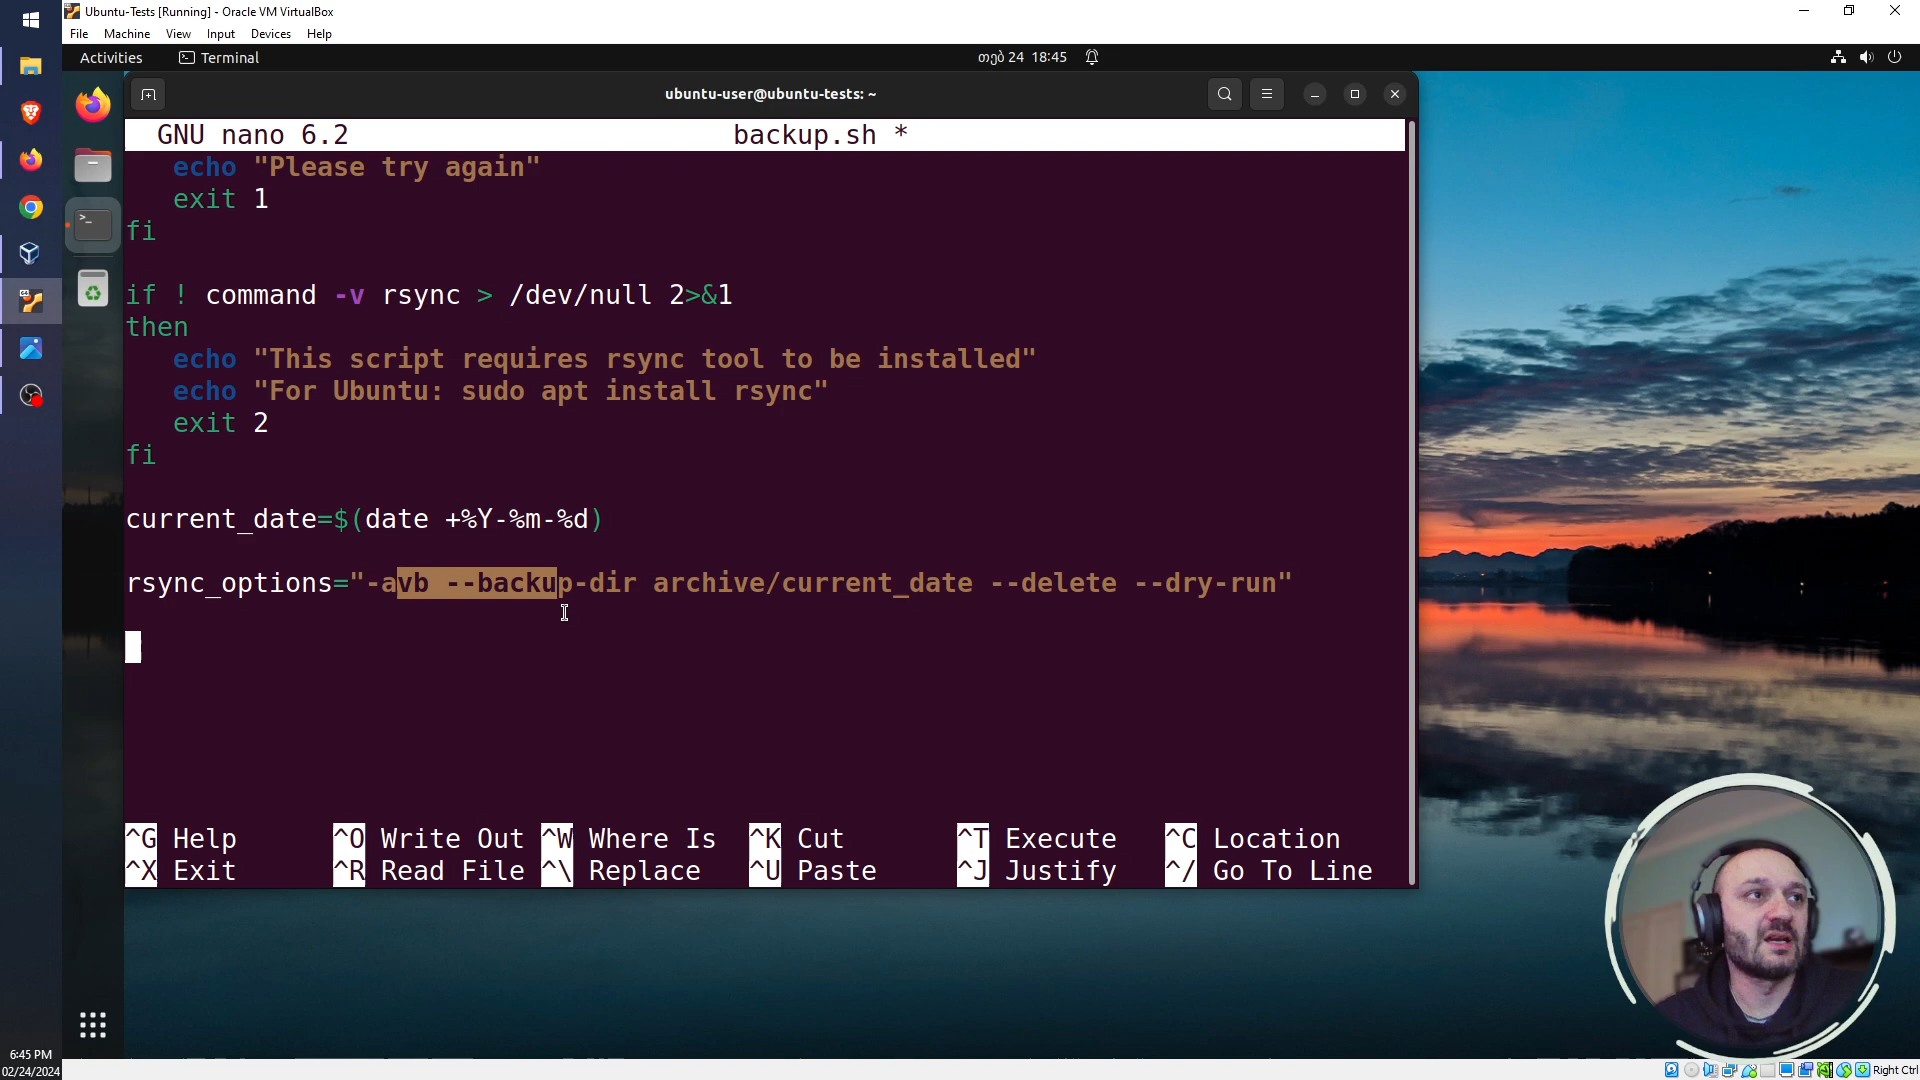 Ubuntu-Tests [Running] - Oracle VM VirtualBox
File Machine View Input Devices Help
Activities Terminal თებ 24 18:45
ubuntu-user@ubuntu-tests: ~
GNU nano 6.2 backup.sh *
echo "Please try again"
exit 1
fi
if ! command -v rsync > /dev/null 2>&1
then
echo "This script requires rsync tool to be installed"
echo "For Ubuntu: sudo apt install rsync"
exit 2
fi
current_date=$(date +%Y-%m-%d)
rsync_options="-avb --backup-dir archive/current_date --delete --dry-run"
^G Help ^O Write Out ^W Where Is ^K Cut ^T Execute ^C Location
^X Exit ^R Read File ^\ Replace ^U Paste ^J Justify ^/ Go To Line
6:45 PM
02/24/2024
Right Ctrl